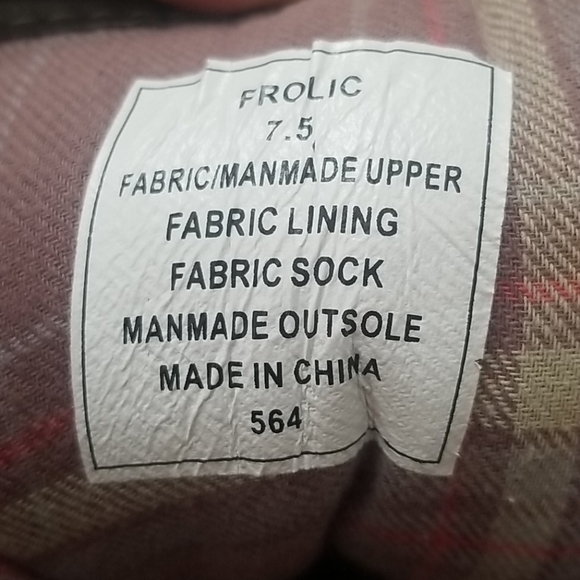 FROLIC
7.5
FABRIC/MANMADE UPPER
FABRIC LINING
FABRIC SOCK
MANMADE OUTSOLE
MADE IN CHINA
564